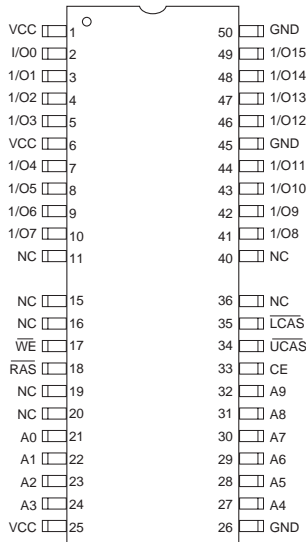 VCC 1 50 GND
I/O0 2 49 1/O15
1/O1 3 48 1/O14
1/O2 4 47 1/O13
1/O3 5 46 1/O12
VCC 6 45 GND
1/O4 7 44 1/O11
1/O5 8 43 1/O10
1/O6 9 42 1/O9
1/O7 10 41 1/O8
NC 11 40 NC
NC 15 36 NC
NC 16 35 LCAS
WE 17 34 UCAS
RAS 18 33 CE
NC 19 32 A9
NC 20 31 A8
A0 21 30 A7
A1 22 29 A6
A2 23 28 A5
A3 24 27 A4
VCC 25 26 GND